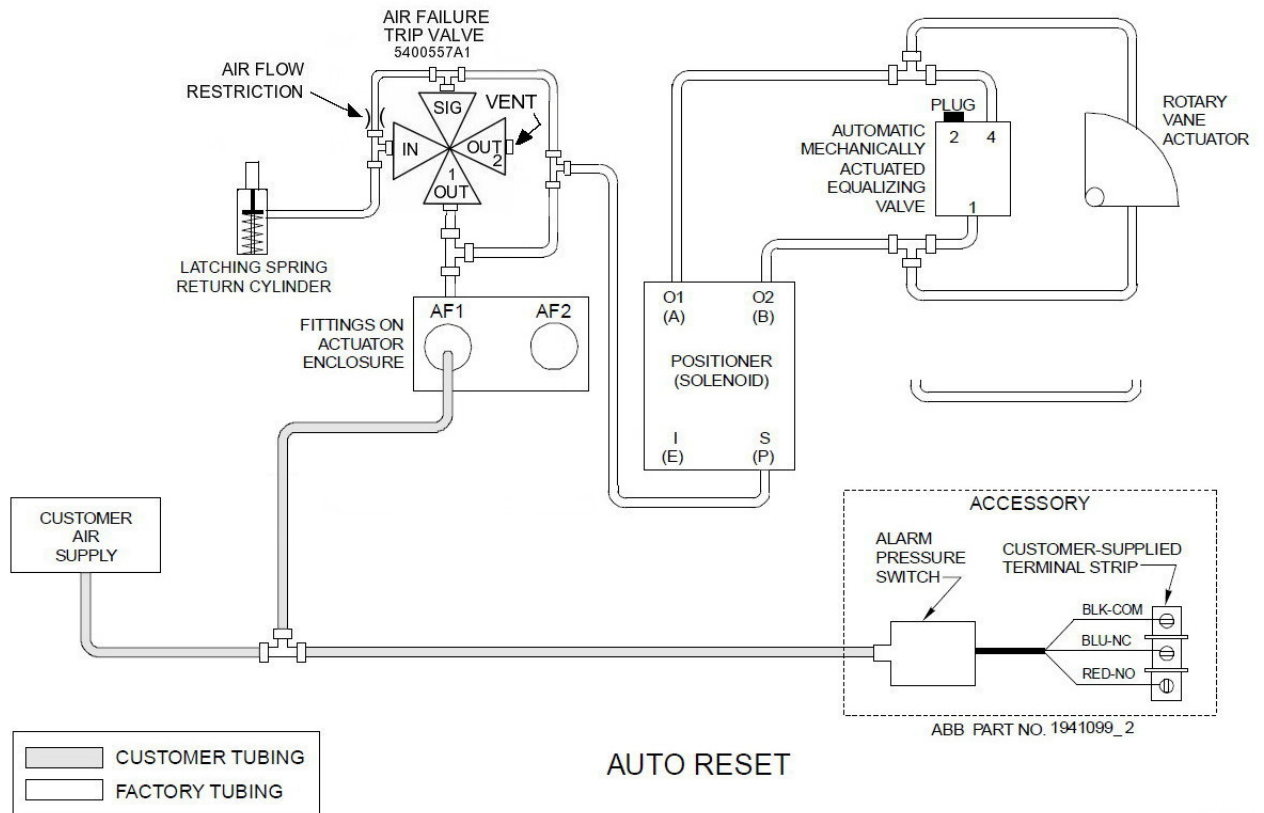 AIR FAILURE
TRIP VALVE
5400557A1
AIR FLOW
RESTRICTION
SIG
VENT
IN
OUT
2
1
OUT
LATCHING SPRING
RETURN CYLINDER
FITTINGS ON
ACTUATOR
ENCLOSURE
AF1
AF2
PLUG
2
4
1
AUTOMATIC
MECHANICALLY
ACTUATED
EQUALIZING
VALVE
ROTARY
VANE
ACTUATOR
O1
(A)
O2
(B)
POSITIONER
(SOLENOID)
I
(E)
S
(P)
CUSTOMER
AIR
SUPPLY
ACCESSORY
ALARM
PRESSURE
SWITCH
CUSTOMER-SUPPLIED
TERMINAL STRIP
BLK-COM
BLU-NC
RED-NO
ABB PART NO. 1941099_2
CUSTOMER TUBING
FACTORY TUBING
AUTO RESET